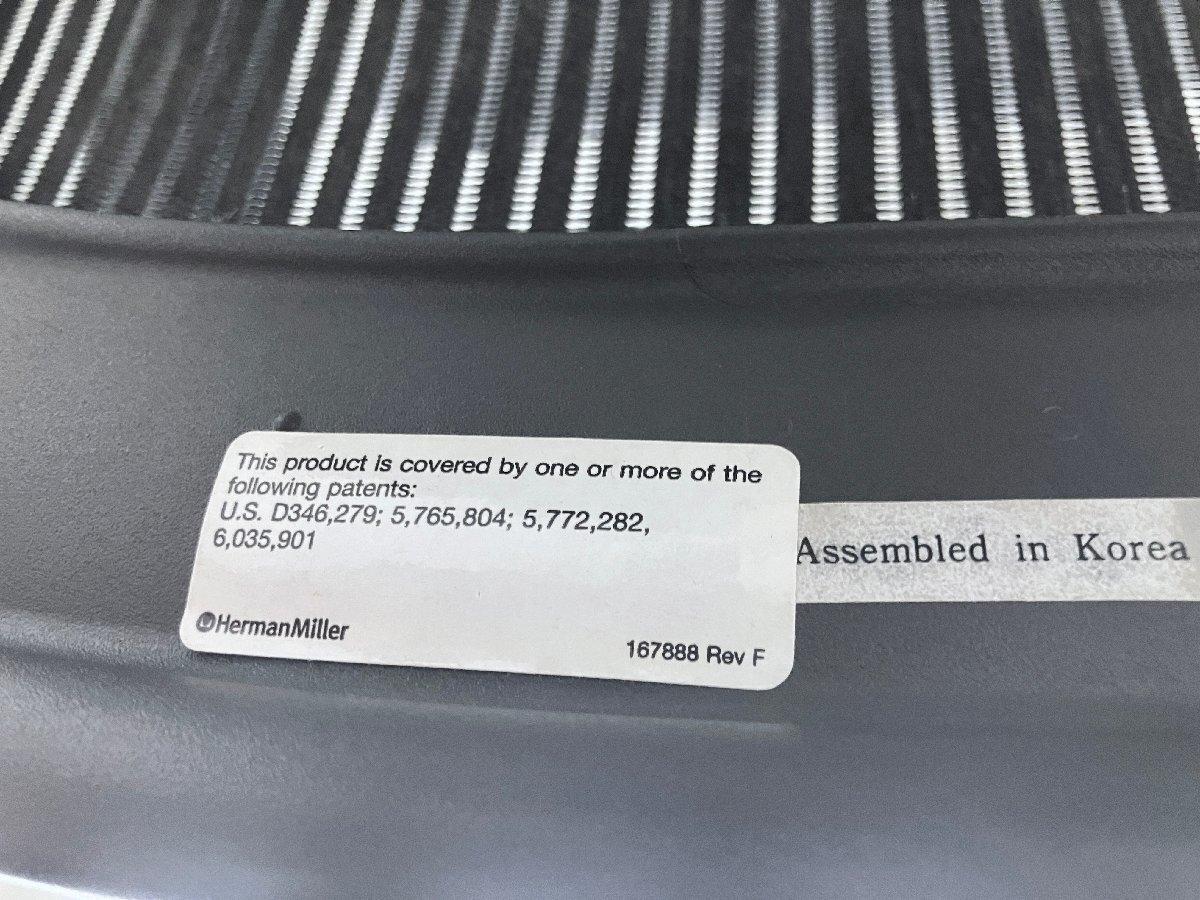 This product is covered by one or more of the
following patents:
U.S. D346,279; 5,765,804; 5,772,282,
6,035,901
HermanMiller
167888 Rev F
Assembled in Korea